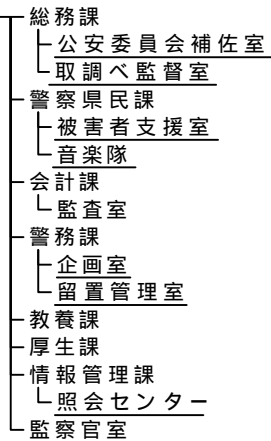 総務課
公安委員会補佐室
取調べ監督室
警察県民課
被害者支援室
音楽隊
会計課
監査室
警務課
企画室
留置管理室
教養課
厚生課
情報管理課
照会センター
監察官室